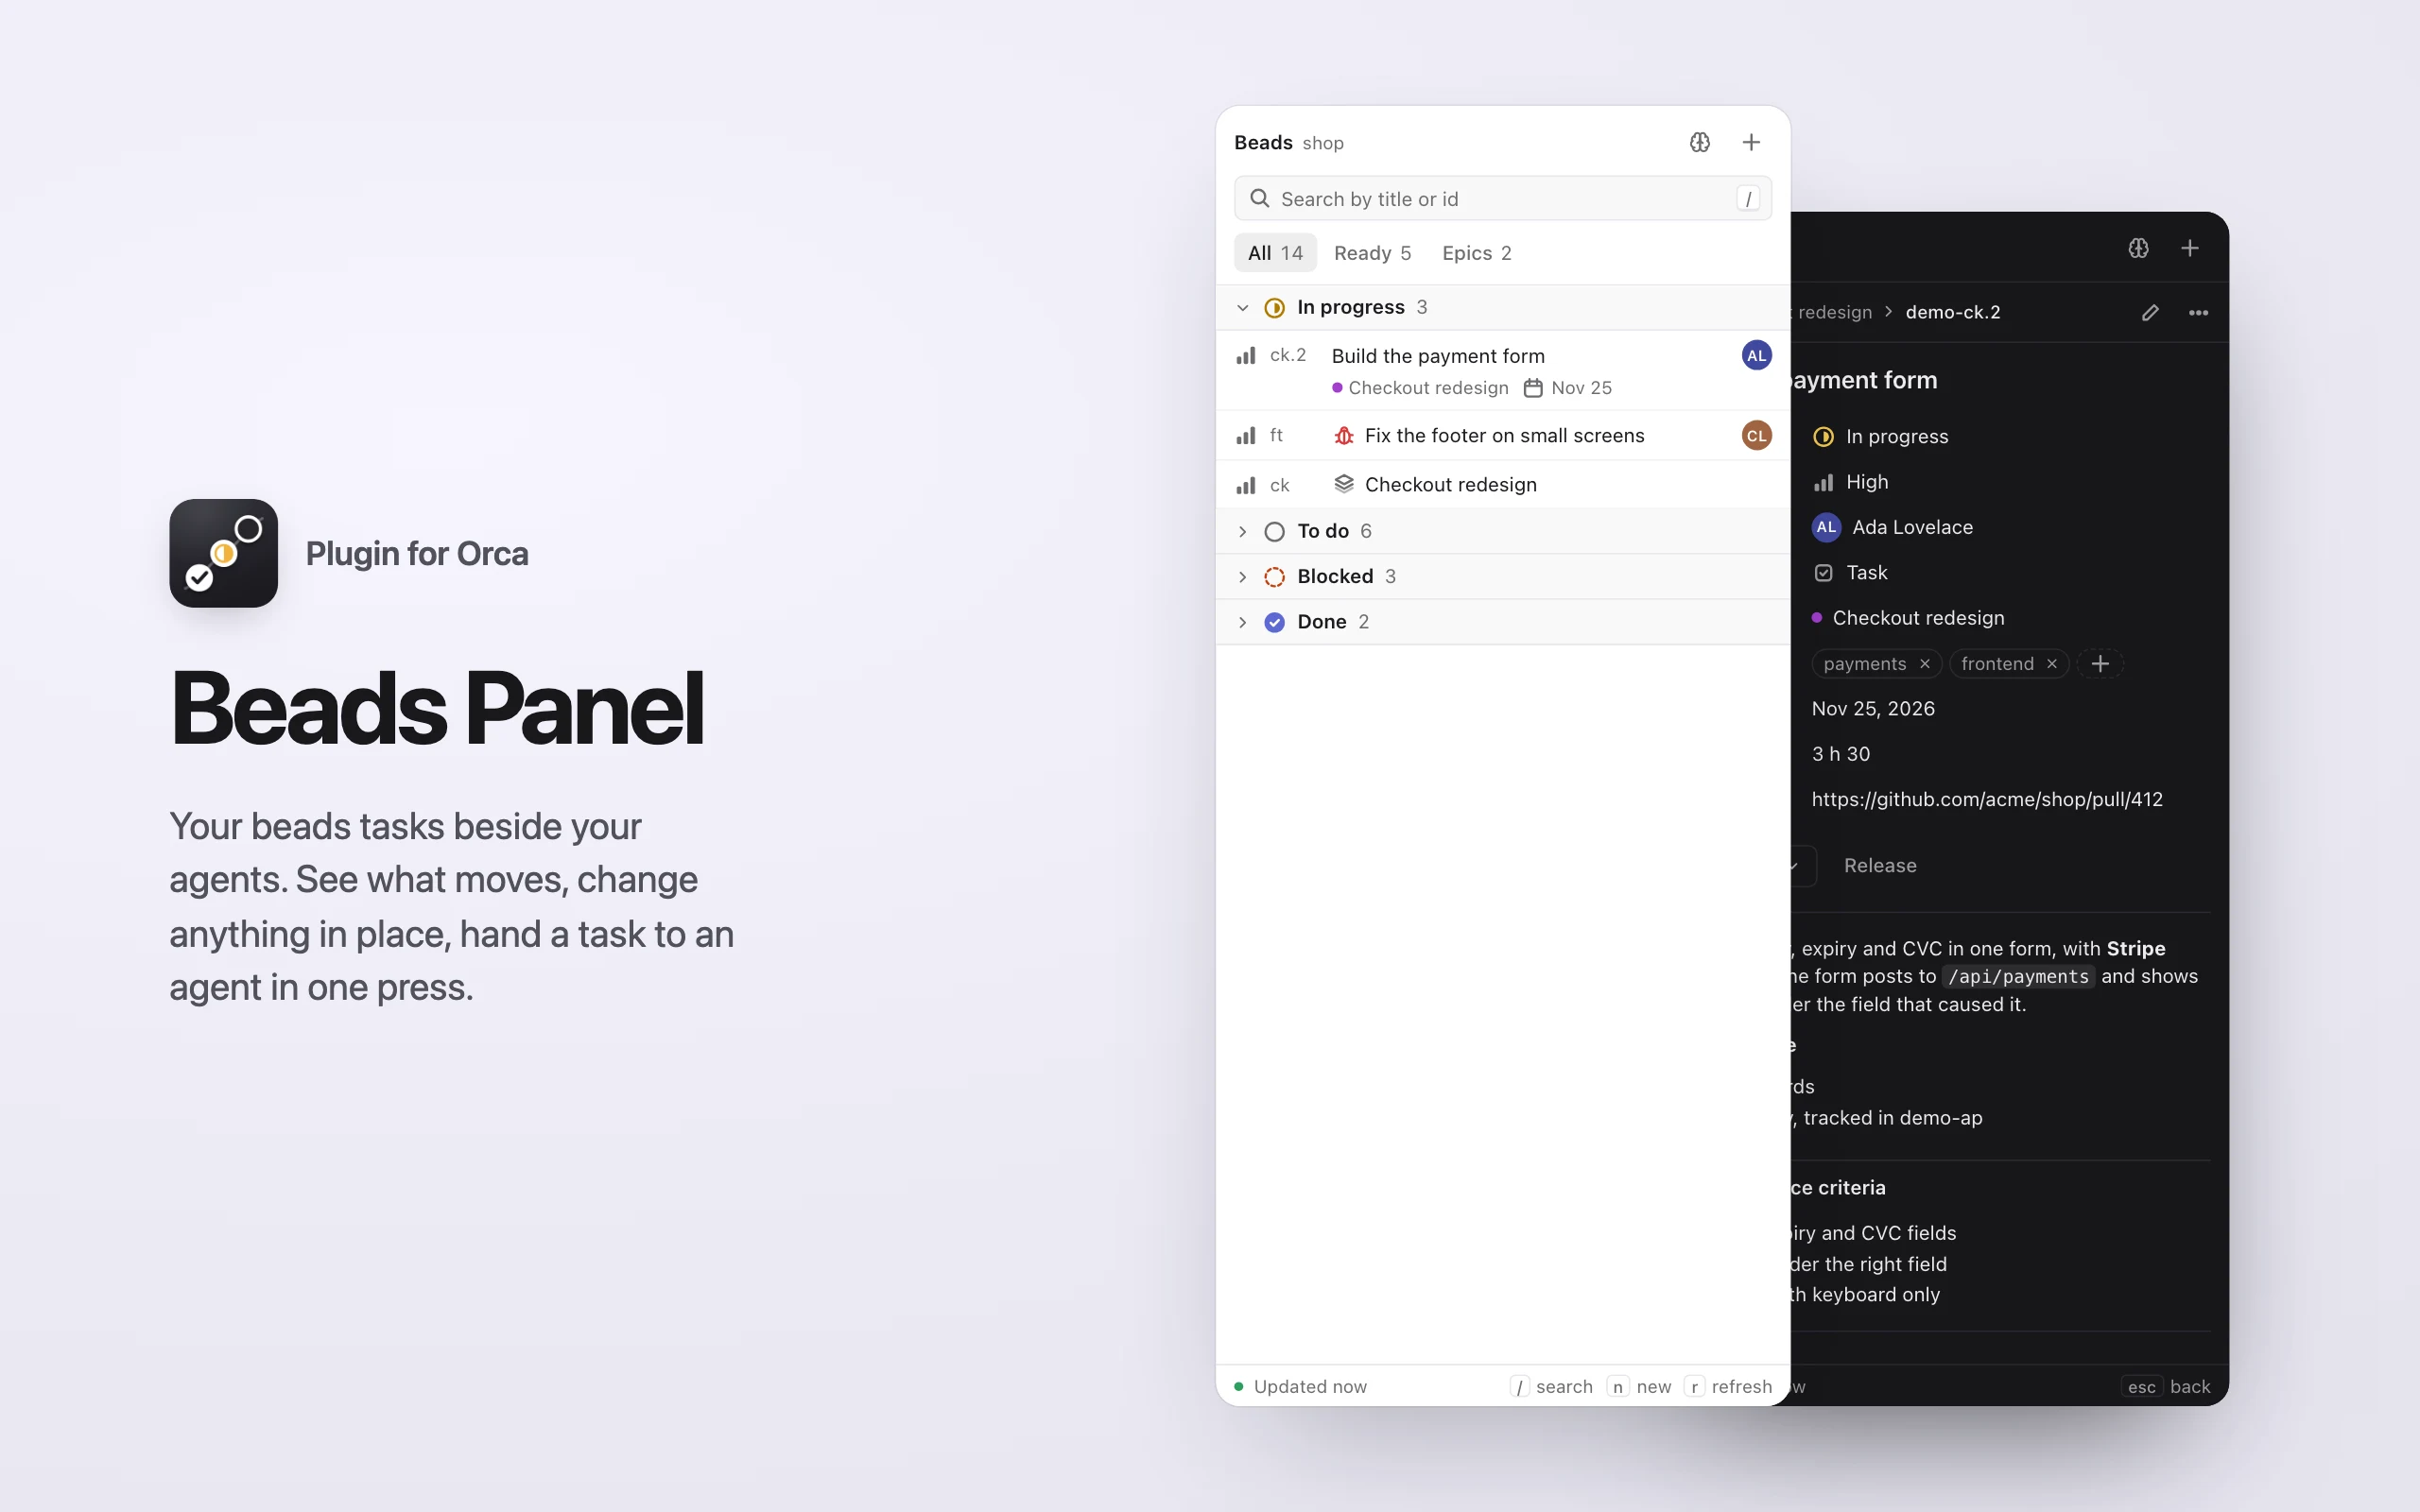 Plugin for Orca
Beads Panel
Your beads tasks beside your
agents. See what moves, change
anything in place, hand a task to an
agent in one press.
Beads shop
Search by title or id /
All 14 Ready 5 Epics 2
In progress 3
ck.2 Build the payment form AL
Checkout redesign Nov 25
ft Fix the footer on small screens CL
ck Checkout redesign
To do 6
Blocked 3
Done 2
Updated now / search n new r refresh
redesign > demo-ck.2
ayment form
In progress
High
AL Ada Lovelace
Task
Checkout redesign
payments × frontend × +
Nov 25, 2026
3 h 30
https://github.com/acme/shop/pull/412
Release
, expiry and CVC in one form, with Stripe
he form posts to /api/payments and shows
er the field that caused it.
e
rds
, tracked in demo-ap
ce criteria
iry and CVC fields
der the right field
th keyboard only
w esc back